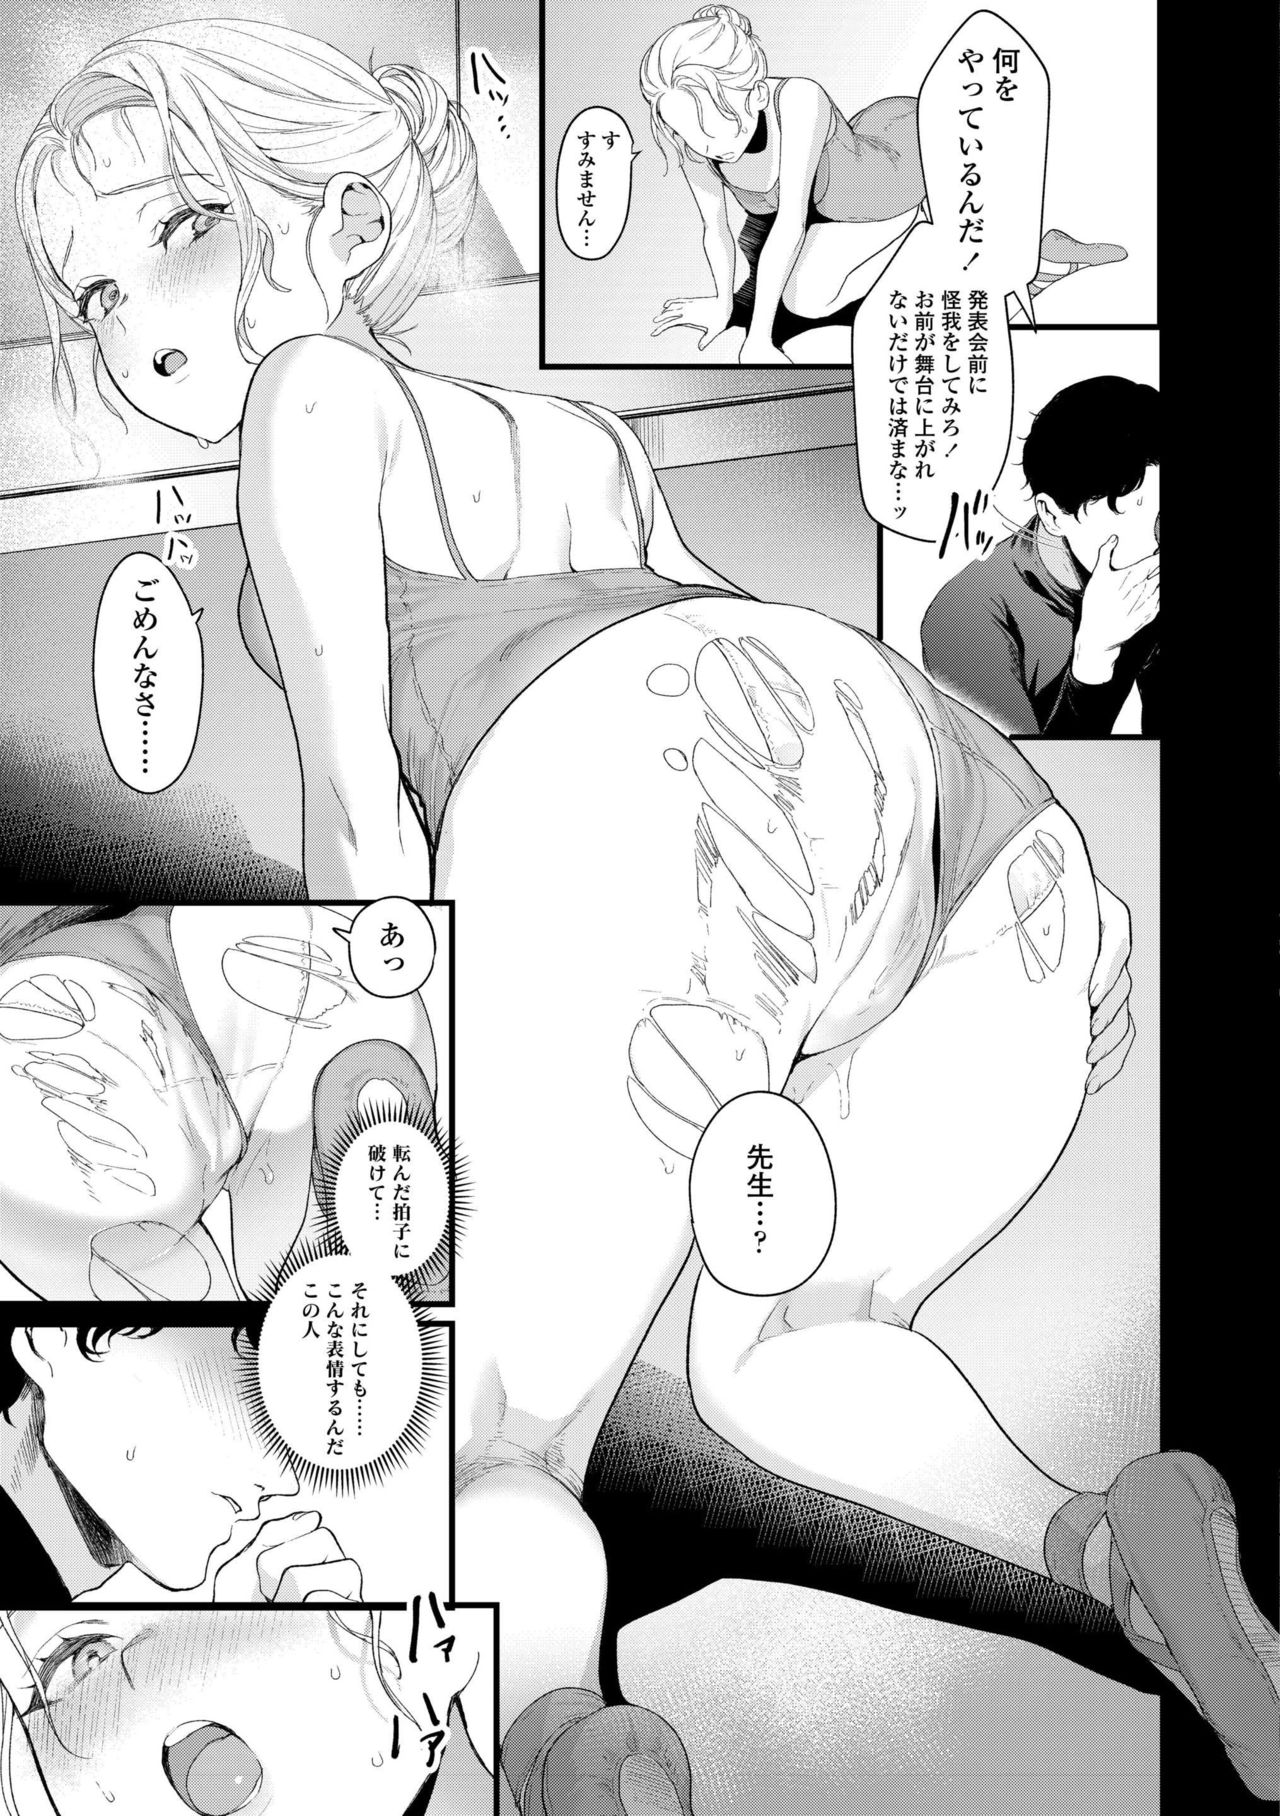 何を
やっているんだ！
発表会前に
怪我をしてみろ！
お前が舞台に上がれ
ないだけでは済まな…ッ
す
すみません…
バッ
ハッ
ハッ
ごめんなさ……
先生…？
あっ
転んだ拍子に
破けて…
それにしても……
こんな表情するんだ
この人
ハァ
ハァ